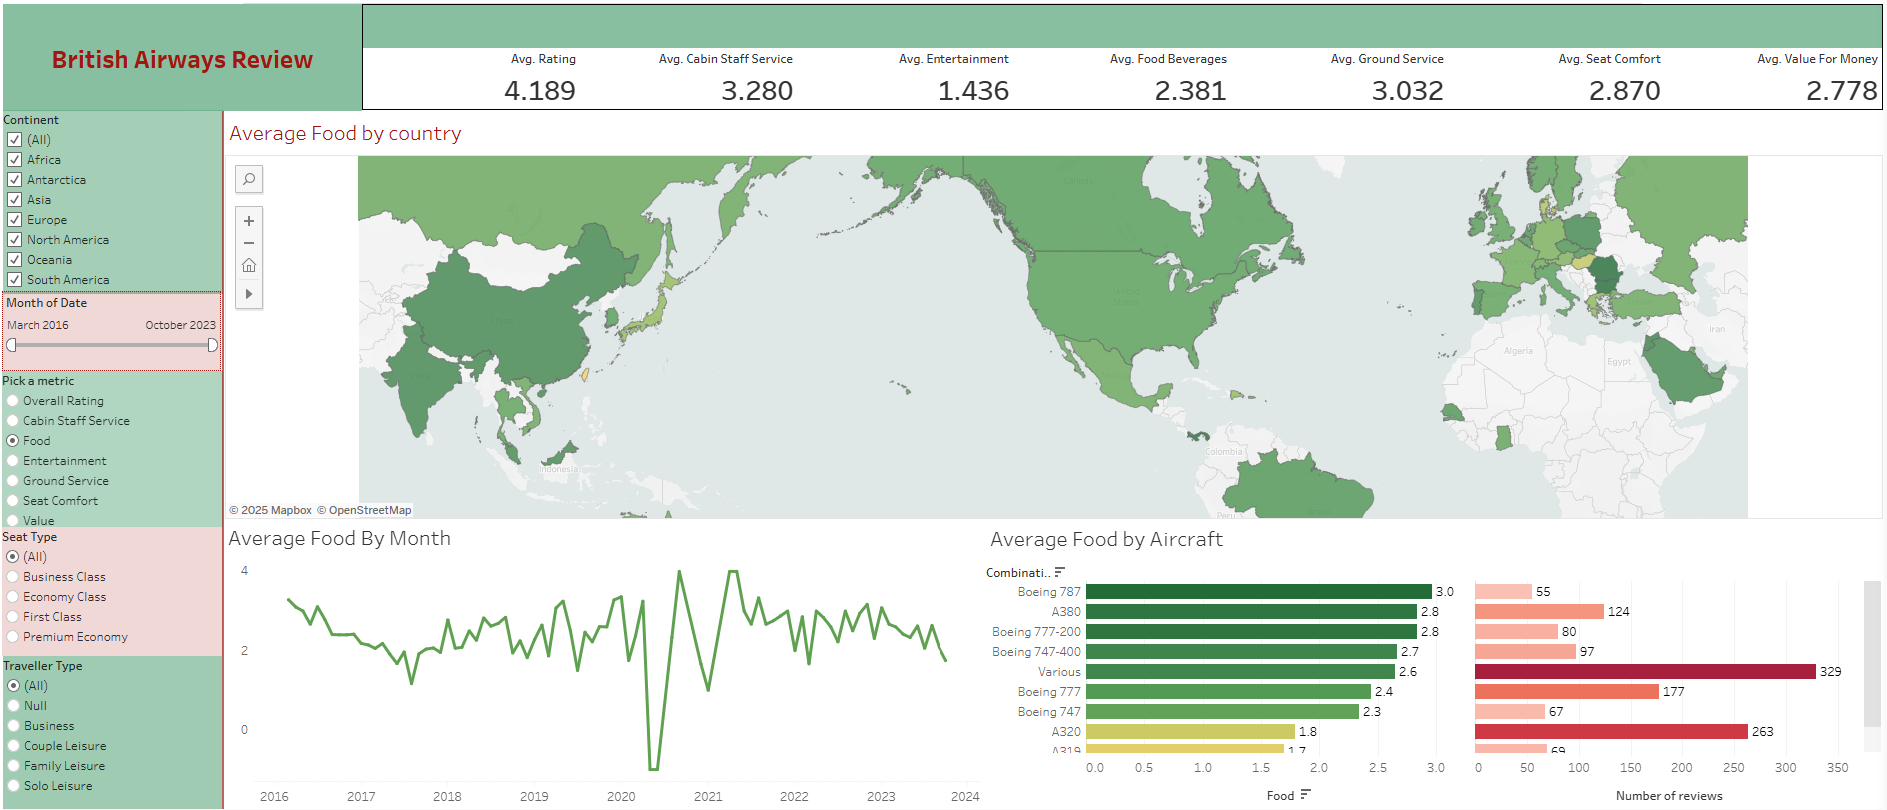 British Airways Review
Avg. Rating
4.189
Avg. Cabin Staff Service
3.280
Avg. Entertainment
1.436
Avg. Food Beverages
2.381
Avg. Ground Service
3.032
Avg. Seat Comfort
2.870
Avg. Value For Money
2.778
Continent
(All)
Africa
Antarctica
Asia
Europe
North America
Oceania
South America
Month of Date
March 2016
October 2023
Pick a metric
Overall Rating
Cabin Staff Service
Food
Entertainment
Ground Service
Seat Comfort
Value
Seat Type
(All)
Business Class
Economy Class
First Class
Premium Economy
Traveller Type
(All)
Null
Business
Couple Leisure
Family Leisure
Solo Leisure
Average Food by country
Canada
United
States
Algeria
Egypt
Iran
Indonesia
Colombia
Peru
© 2025 Mapbox © OpenStreetMap
Average Food By Month
4
2
0
2016 2017 2018 2019 2020 2021 2022 2023 2024
Average Food by Aircraft
Combinati..
Boeing 787 3.0 55
A380 2.8 124
Boeing 777-200 2.8 80
Boeing 747-400 2.7 97
Various 2.6 329
Boeing 777 2.4 177
Boeing 747 2.3 67
A320 1.8 263
A319 1.7 69
0.0 0.5 1.0 1.5 2.0 2.5 3.0
0 50 100 150 200 250 300 350
Food
Number of reviews